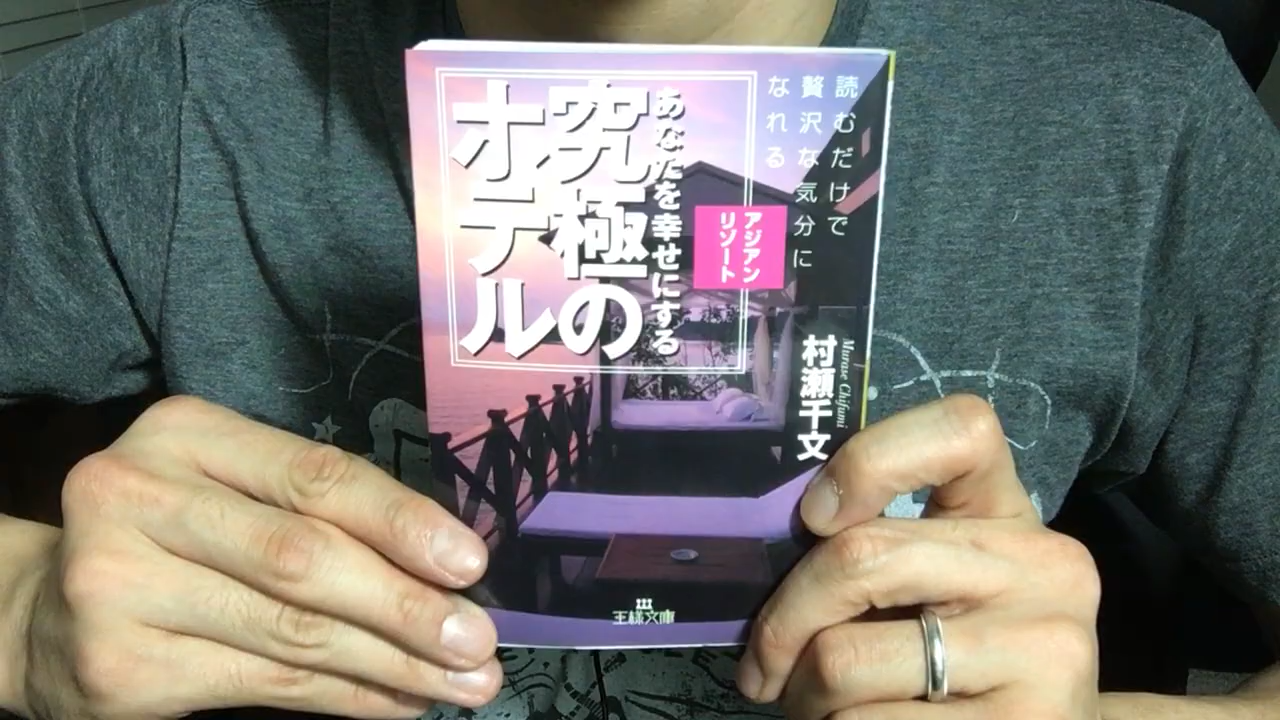 読むだけで
贅沢な気分に
なれる
アジアン
リゾート
あなたを幸せにする
究極の
ホテル
村瀬千文
Murase Chifumi
王様文庫